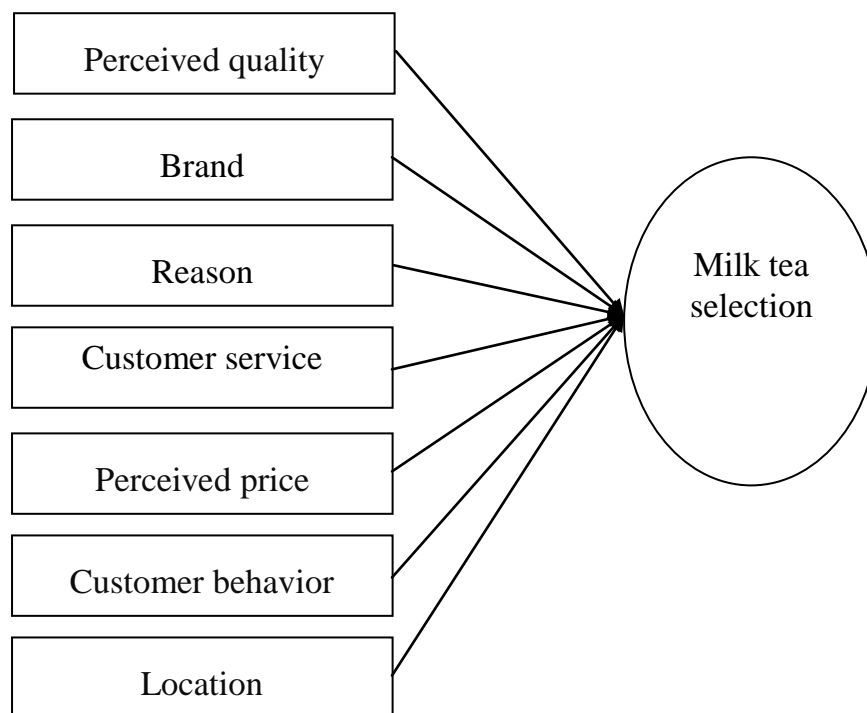 Perceived quality
Brand
Reason
Customer service
Perceived price
Customer behavior
Location
Milk tea
selection